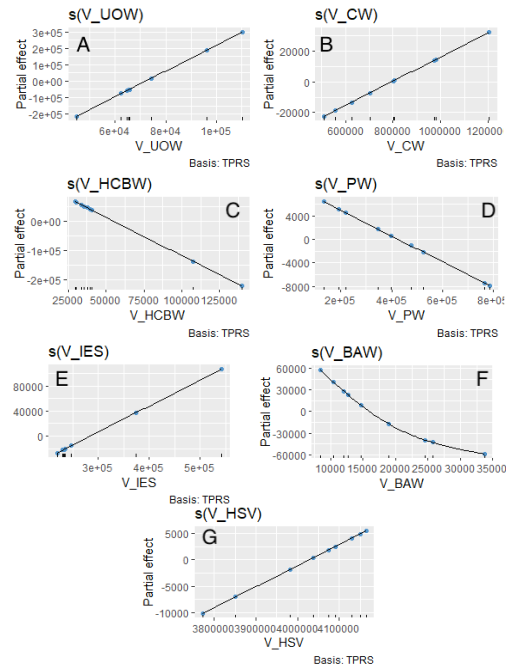 s(V_UOW)
A
Partial effect
3e+05
2e+05
1e+05
0e+00
-1e+05
-2e+05
6e+04 8e+04 1e+05
V_UOW
Basis: TPRS
s(V_CW)
B
Partial effect
20000
0
-20000
600000 800000 1000000 1200000
V_CW
Basis: TPRS
s(V_HCBW)
C
Partial effect
0e+00
-1e+05
-2e+05
25000 50000 75000 100000 125000
V_HCBW
Basis: TPRS
s(V_PW)
D
Partial effect
4000
0
-4000
-8000
2e+05 4e+05 6e+05 8e+05
V_PW
Basis: TPRS
s(V_IES)
E
Partial effect
80000
40000
0
3e+05 4e+05 5e+05
V_IES
Basis: TPRS
s(V_BAW)
F
Partial effect
60000
30000
0
-30000
-60000
10000 15000 20000 25000 30000 35000
V_BAW
Basis: TPRS
s(V_HSV)
G
Partial effect
5000
0
-5000
-10000
3800000 3900000 4000000 4100000
V_HSV
Basis: TPRS